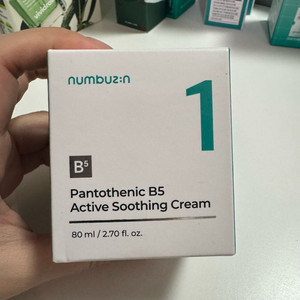 numbuz:n
1
B5
Pantothenic B5
Active Soothing Cream
80 ml / 2.70 fl. oz.